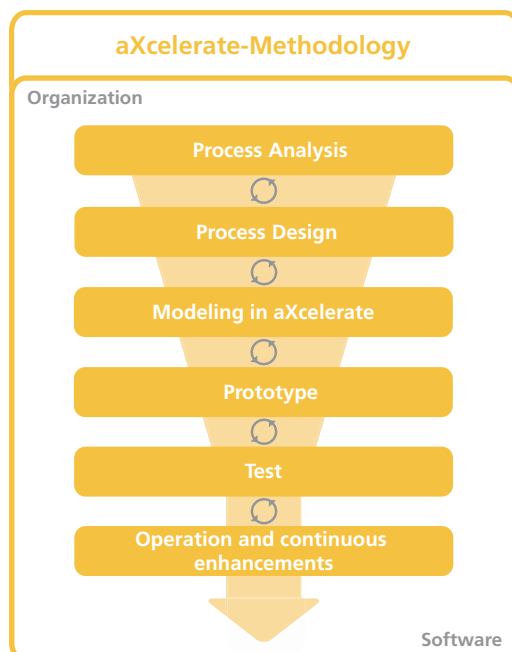 aXcelerate-Methodology
Organization
Process Analysis
Process Design
Modeling in aXcelerate
Prototype
Test
Operation and continuous
enhancements
Software